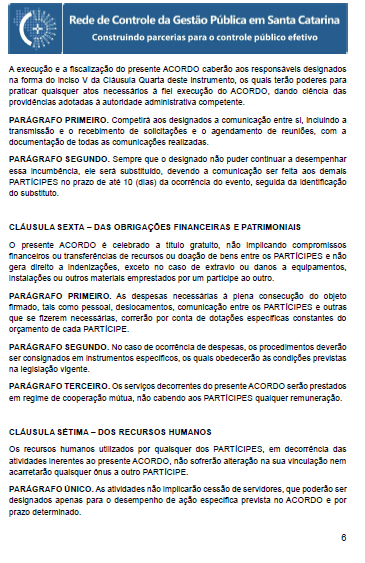 Rede de Controle da Gestão Pública em Santa Catarina
Construindo parcerias para o controle público efetivo
A execução e a fiscalização do presente ACORDO caberão aos responsáveis designados
na forma do inciso V da Cláusula Quarta deste instrumento, os quais terão poderes para
praticar quaisquer atos necessários à fiel execução do ACORDO, dando ciência das
providências adotadas à autoridade administrativa competente.
PARÁGRAFO PRIMEIRO. Competirá aos designados a comunicação entre si, incluindo a
transmissão e o recebimento de solicitações e o agendamento de reuniões, com a
documentação de todas as comunicações realizadas.
PARÁGRAFO SEGUNDO. Sempre que o designado não puder continuar a desempenhar
essa incumbência, ele será substituído, devendo a comunicação ser feita aos demais
PARTÍCIPES no prazo de até 10 (dias) da ocorrência do evento, seguida da identificação
do substituto.
CLÁUSULA SEXTA – DAS OBRIGAÇÕES FINANCEIRAS E PATRIMONIAIS
O presente ACORDO é celebrado a título gratuito, não implicando compromissos
financeiros ou transferências de recursos ou doação de bens entre os PARTÍCIPES e não
gera direito a indenizações, exceto no caso de extravio ou danos a equipamentos,
instalações ou outros materiais emprestados por um partícipe ao outro.
PARÁGRAFO PRIMEIRO. As despesas necessárias à plena consecução do objeto
firmado, tais como pessoal, deslocamentos, comunicação entre os PARTÍCIPES e outras
que se fizerem necessárias, correrão por conta de dotações específicas constantes do
orçamento de cada PARTÍCIPE.
PARÁGRAFO SEGUNDO. No caso de ocorrência de despesas, os procedimentos deverão
ser consignados em instrumentos específicos, os quais obedecerão às condições previstas
na legislação vigente.
PARÁGRAFO TERCEIRO. Os serviços decorrentes do presente ACORDO serão prestados
em regime de cooperação mútua, não cabendo aos PARTÍCIPES qualquer remuneração.
CLÁUSULA SÉTIMA – DOS RECURSOS HUMANOS
Os recursos humanos utilizados por quaisquer dos PARTÍCIPES, em decorrência das
atividades inerentes ao presente ACORDO, não sofrerão alteração na sua vinculação nem
acarretarão quaisquer ônus a outro PARTÍCIPE.
PARÁGRAFO ÚNICO. As atividades não implicarão cessão de servidores, que poderão ser
designados apenas para o desempenho de ação específica prevista no ACORDO e por
prazo determinado.
6